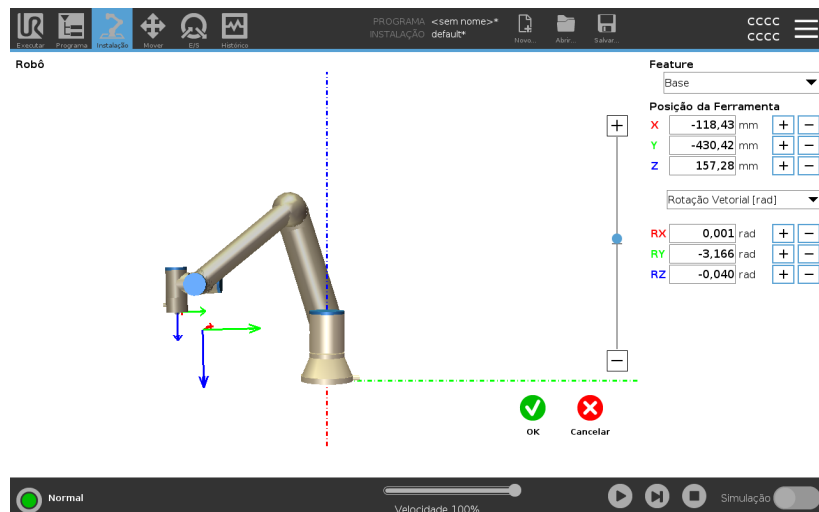 UR
Executar Programa Instalação Mover E/S Histórico
PROGRAMA <sem nome>*
INSTALAÇÃO default*
Novo... Abrir... Salvar...
CCCC
CCCC
Robô
Feature
Base
Posição da Ferramenta
X -118,43 mm + −
Y -430,42 mm + −
Z 157,28 mm + −
Rotação Vetorial [rad]
RX 0,001 rad + −
RY -3,166 rad + −
RZ -0,040 rad + −
+
−
OK Cancelar
Normal
Velocidade 100%
Simulação